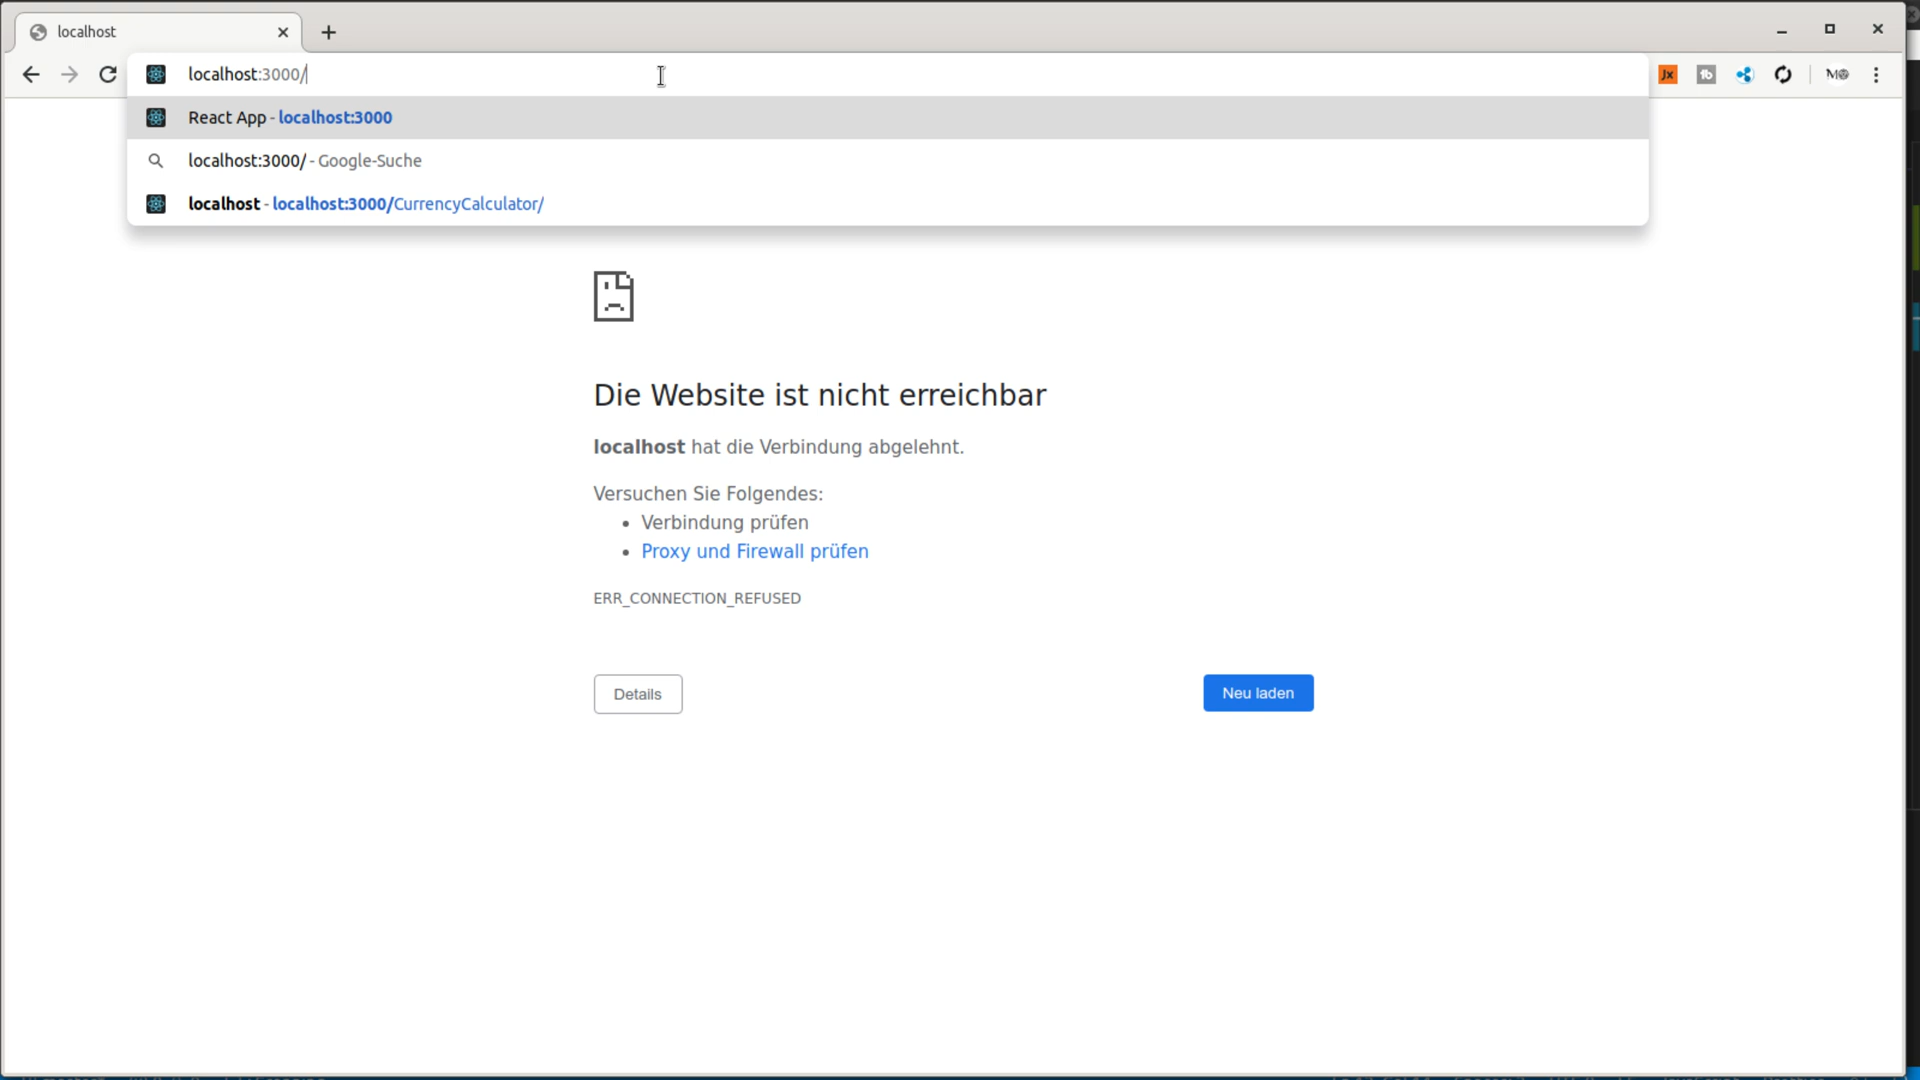 localhost
localhost:3000/
Jx
tb
M
React App - localhost:3000
localhost:3000/ - Google-Suche
localhost - localhost:3000/CurrencyCalculator/
Die Website ist nicht erreichbar
localhost hat die Verbindung abgelehnt.
Versuchen Sie Folgendes:
• Verbindung prüfen
• Proxy und Firewall prüfen
ERR_CONNECTION_REFUSED
Details
Neu laden